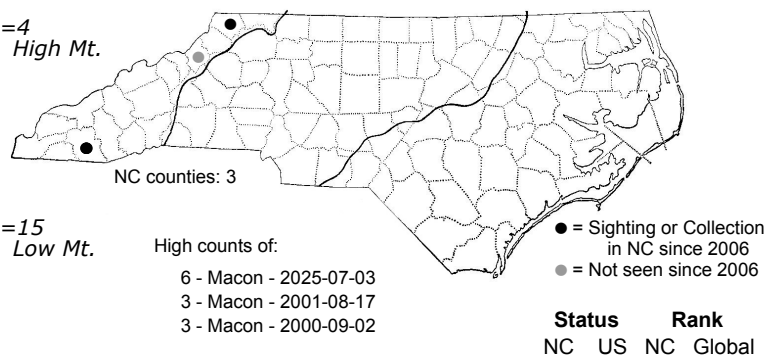 =4
High Mt.
NC counties: 3
=15
Low Mt.
High counts of:
6 - Macon - 2025-07-03
3 - Macon - 2001-08-17
3 - Macon - 2000-09-02
● = Sighting or Collection
in NC since 2006
● = Not seen since 2006
Status Rank
NC US NC Global